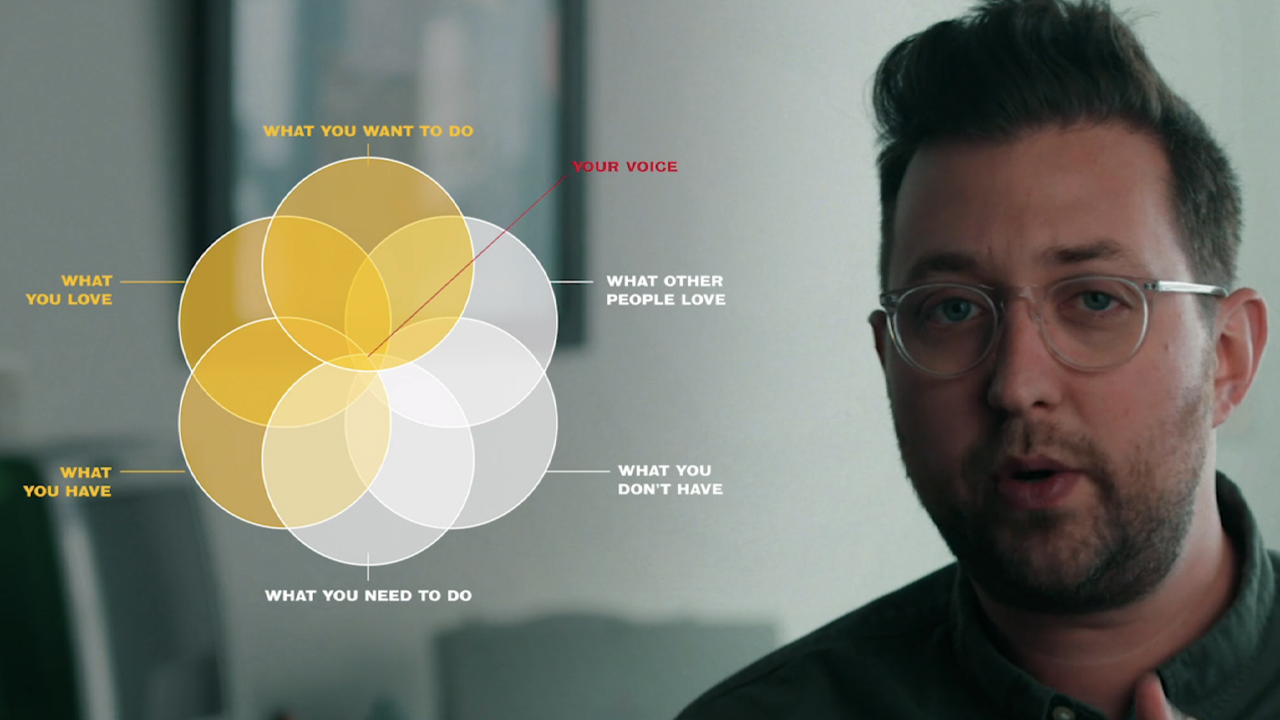 WHAT YOU WANT TO DO
YOUR VOICE
WHAT
YOU LOVE
WHAT OTHER
PEOPLE LOVE
WHAT
YOU HAVE
WHAT YOU
DON'T HAVE
WHAT YOU NEED TO DO